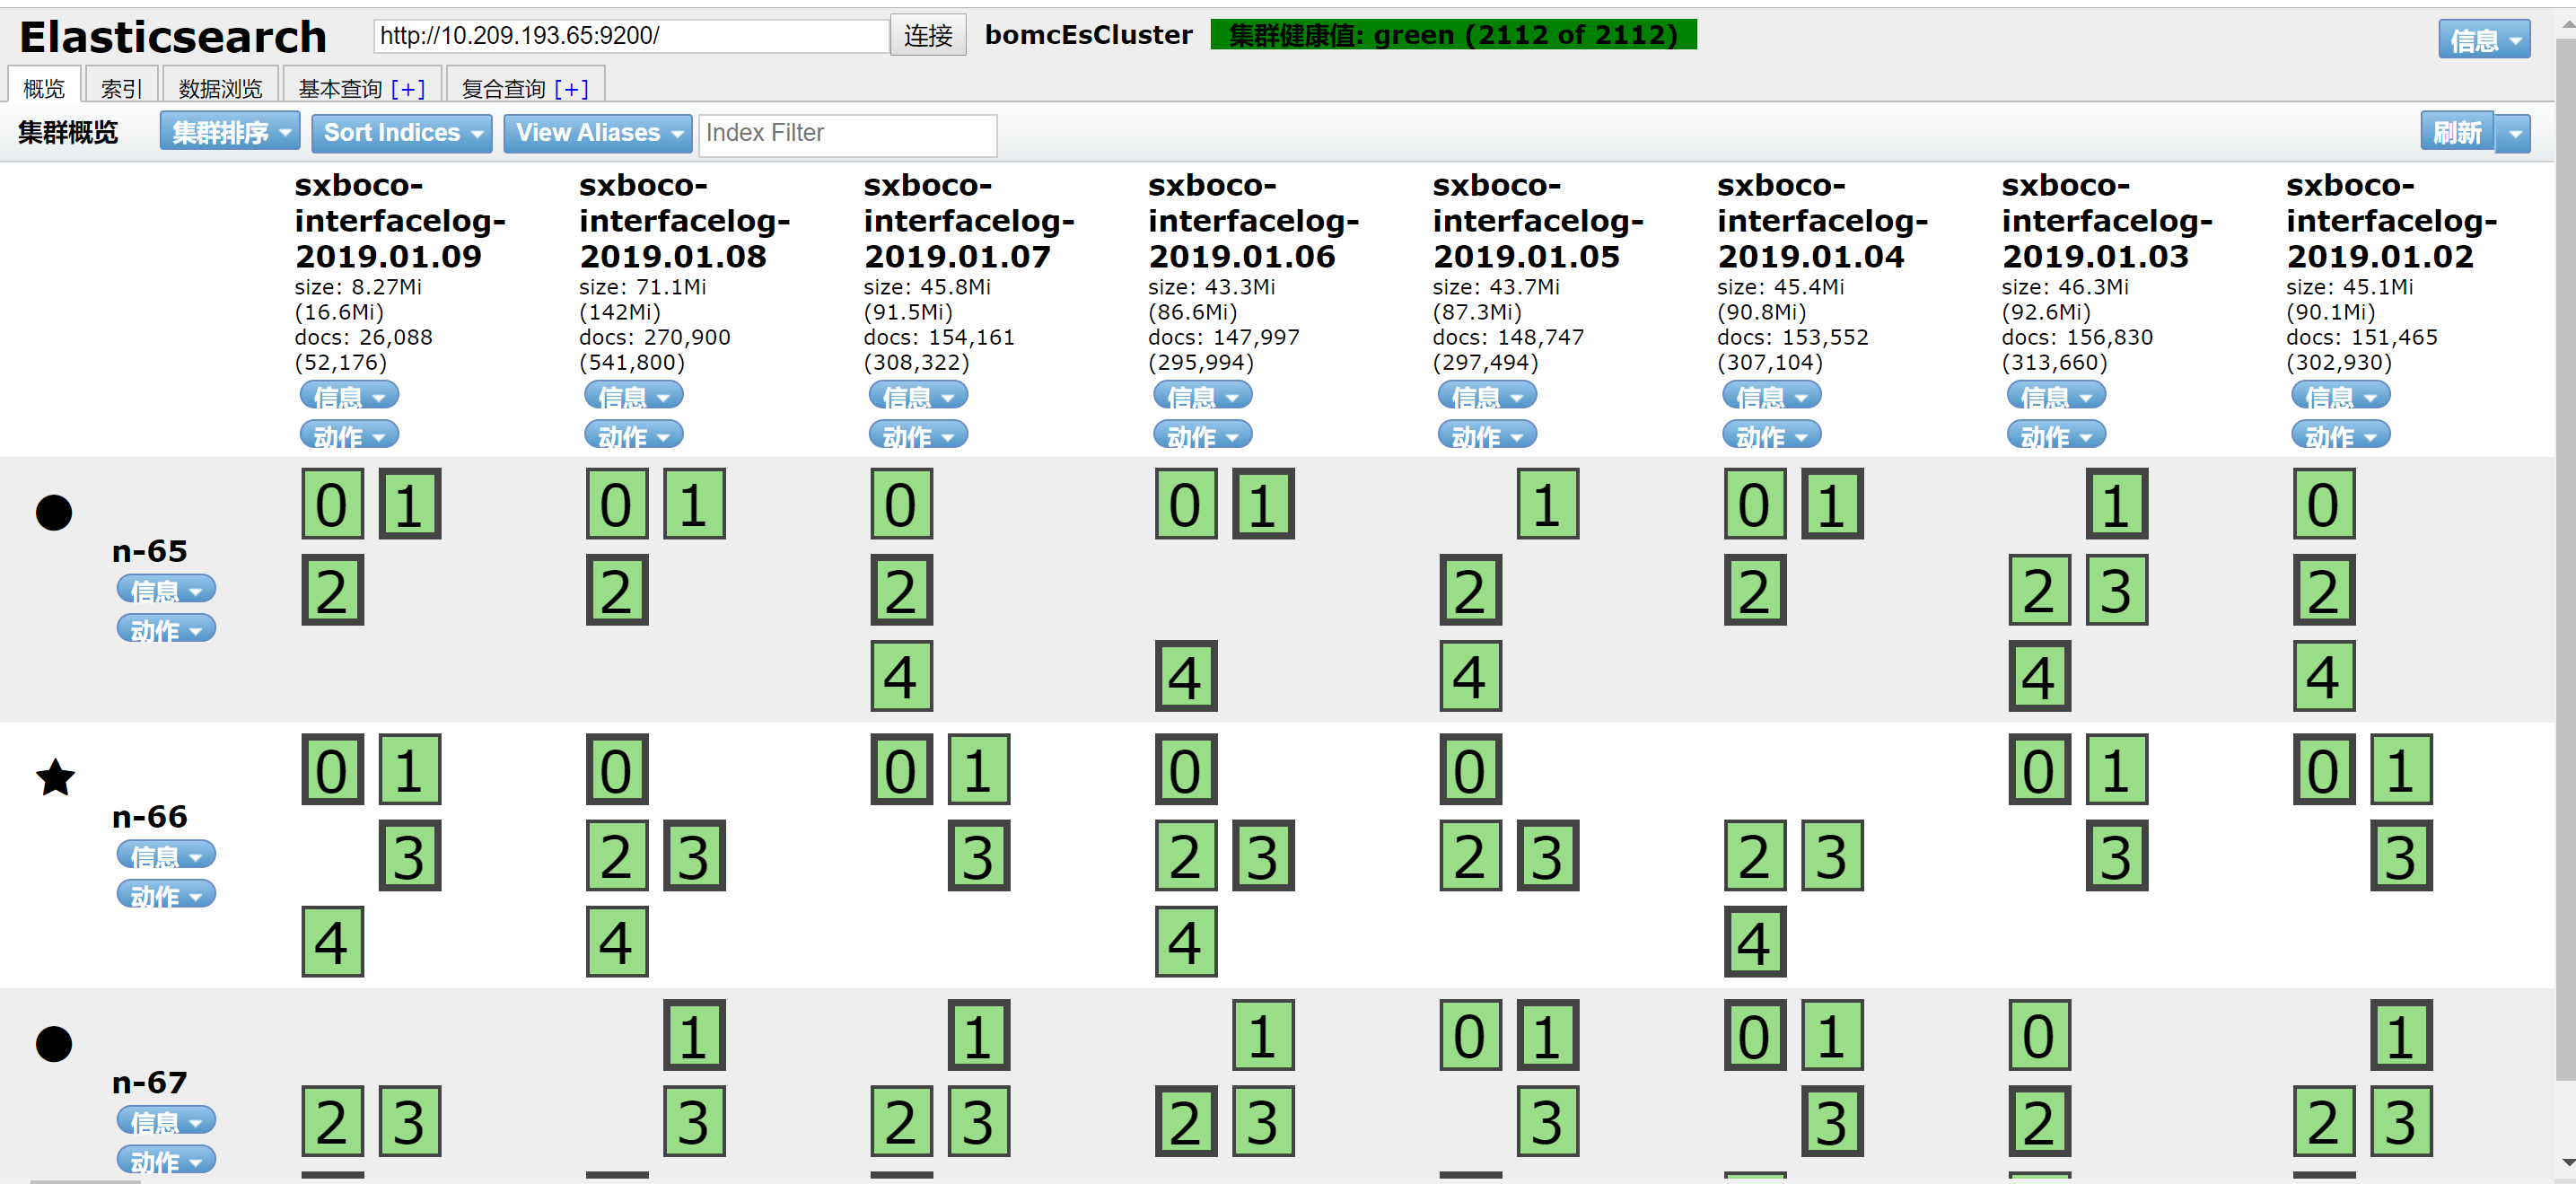 Elasticsearch http://10.209.193.65:9200/ 连接 bomcEsCluster 集群健康值: green (2112 of 2112) 信息
概览 索引 数据浏览 基本查询 [+] 复合查询 [+]
集群概览 集群排序 Sort Indices View Aliases Index Filter 刷新
sxboco- sxboco- sxboco- sxboco- sxboco- sxboco- sxboco- sxboco-
interfacelog- interfacelog- interfacelog- interfacelog- interfacelog- interfacelog- interfacelog- interfacelog-
2019.01.09 2019.01.08 2019.01.07 2019.01.06 2019.01.05 2019.01.04 2019.01.03 2019.01.02
size: 8.27Mi size: 71.1Mi size: 45.8Mi size: 43.3Mi size: 43.7Mi size: 45.4Mi size: 46.3Mi size: 45.1Mi
(16.6Mi) (142Mi) (91.5Mi) (86.6Mi) (87.3Mi) (90.8Mi) (92.6Mi) (90.1Mi)
docs: 26,088 docs: 270,900 docs: 154,161 docs: 147,997 docs: 148,747 docs: 153,552 docs: 156,830 docs: 151,465
(52,176) (541,800) (308,322) (295,994) (297,494) (307,104) (313,660) (302,930)
信息 信息 信息 信息 信息 信息 信息 信息
动作 动作 动作 动作 动作 动作 动作 动作
0 1 0 1 0 0 1 1 0 1 1 0
n-65
信息 2 2 2 2 2 2 3 2
动作
4 4 4 4 4
0 1 0 0 1 0 0 0 1 0 1
n-66
信息 3 2 3 3 2 3 2 3 2 3 3 3
动作
4 4 4 4
1 1 1 0 1 0 1 0 1
n-67
信息 2 3 3 2 3 2 3 3 3 2 2 3
动作